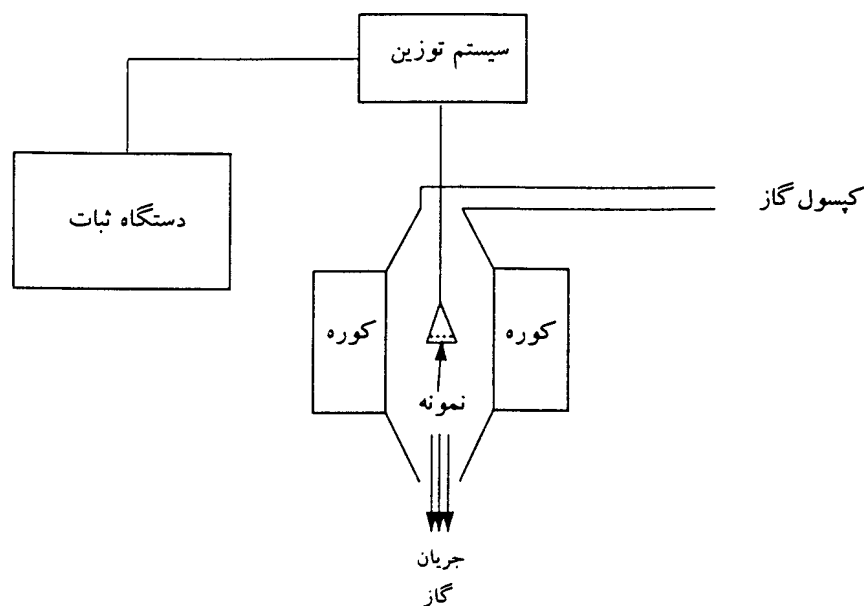 سیستم توزین
کپسول گاز
دستگاه ثبات
کوره
کوره
نمونه
جریان
گاز